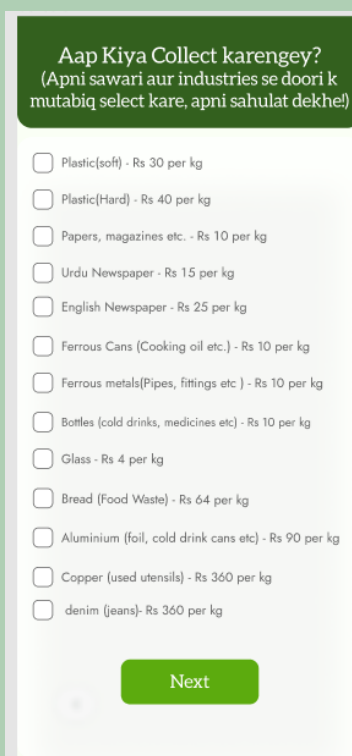 Aap Kiya Collect karengey?
(Apni sawari aur industries se doori k
mutabiq select kare, apni sahulat dekhe!)
Plastic(soft) - Rs 30 per kg
Plastic(Hard) - Rs 40 per kg
Papers, magazines etc. - Rs 10 per kg
Urdu Newspaper - Rs 15 per kg
English Newspaper - Rs 25 per kg
Ferrous Cans (Cooking oil etc.) - Rs 10 per kg
Ferrous metals(Pipes, fittings etc ) - Rs 10 per kg
Bottles (cold drinks, medicines etc) - Rs 10 per kg
Glass - Rs 4 per kg
Bread (Food Waste) - Rs 64 per kg
Aluminium (foil, cold drink cans etc) - Rs 90 per kg
Copper (used utensils) - Rs 360 per kg
denim (jeans)- Rs 360 per kg
Next